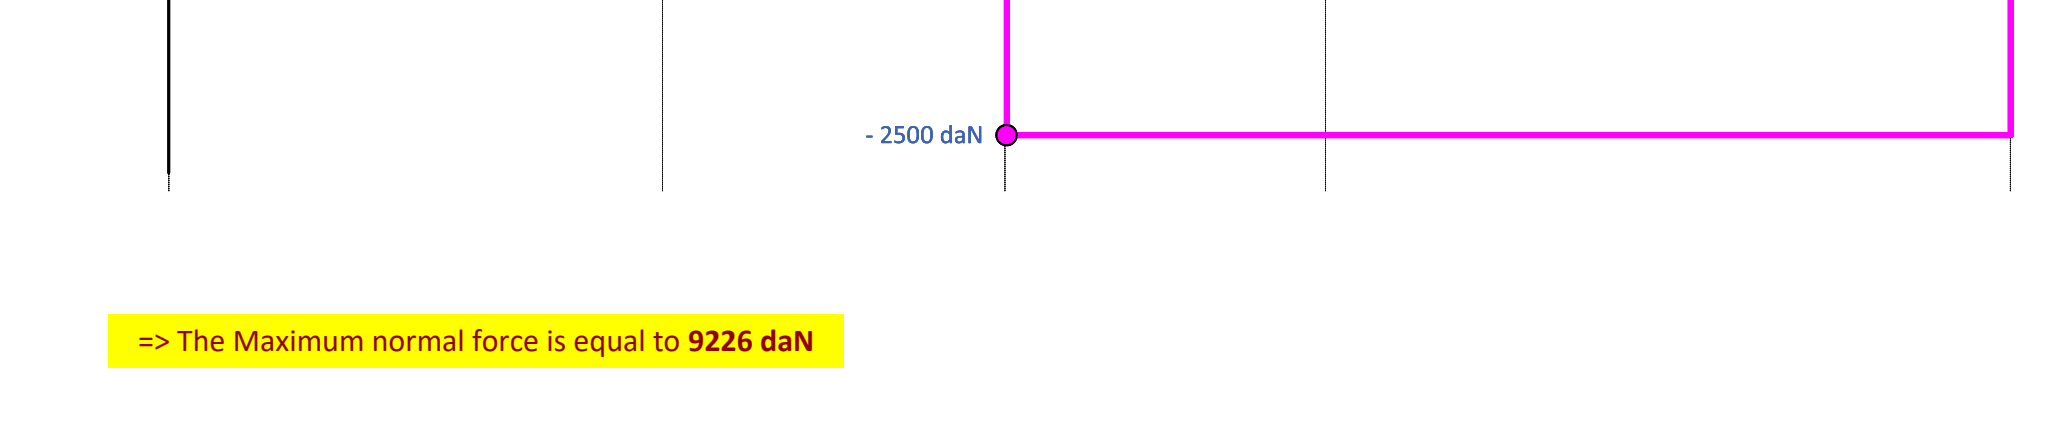 - 2500 daN
=> The Maximum normal force is equal to 9226 daN